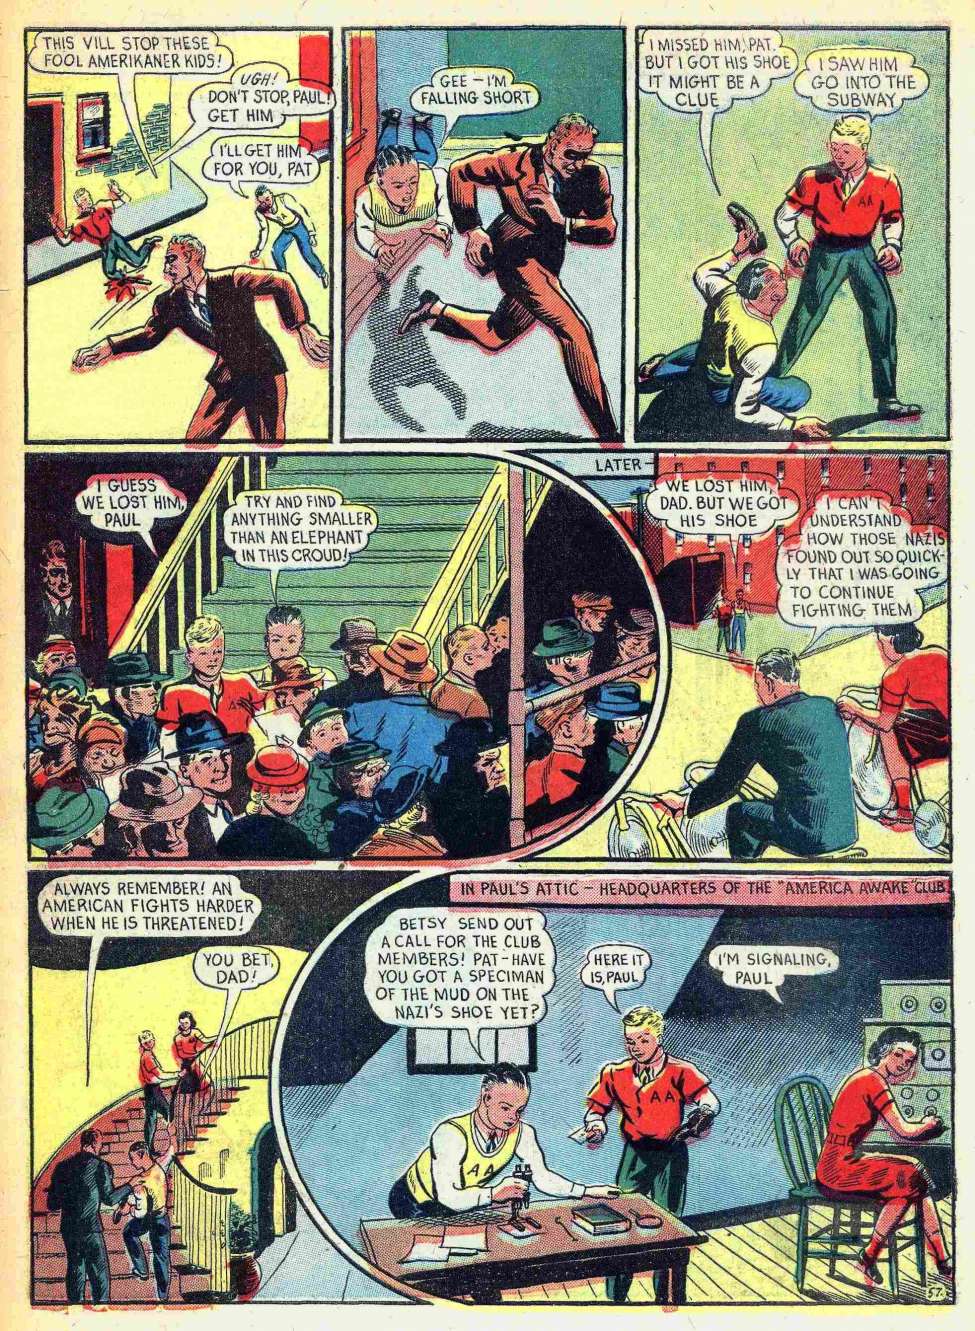 THIS VILL STOP THESE
FOOL AMERIKANER KIDS!
UGH!
DON'T STOP, PAUL!
GET HIM
I'LL GET HIM
FOR YOU, PAT
GEE – I'M
FALLING SHORT
I MISSED HIM, PAT.
BUT I GOT HIS SHOE
IT MIGHT BE A
CLUE
I SAW HIM
GO INTO THE
SUBWAY
AA
I GUESS
WE LOST HIM,
PAUL
TRY AND FIND
ANYTHING SMALLER
THAN AN ELEPHANT
IN THIS CROUD!
A
LATER –
WE LOST HIM,
DAD. BUT WE GOT
HIS SHOE
I CAN'T
UNDERSTAND
HOW THOSE NAZIS
FOUND OUT SO QUICK-
LY THAT I WAS GOING
TO CONTINUE
FIGHTING THEM
ALWAYS REMEMBER! AN
AMERICAN FIGHTS HARDER
WHEN HE IS THREATENED!
YOU BET,
DAD!
IN PAUL'S ATTIC – HEADQUARTERS OF THE "AMERICA AWAKE" CLUB
BETSY SEND OUT
A CALL FOR THE CLUB
MEMBERS! PAT – HAVE
YOU GOT A SPECIMAN
OF THE MUD ON THE
NAZI'S SHOE YET?
HERE IT
IS, PAUL
I'M SIGNALING,
PAUL
AA
AA
57